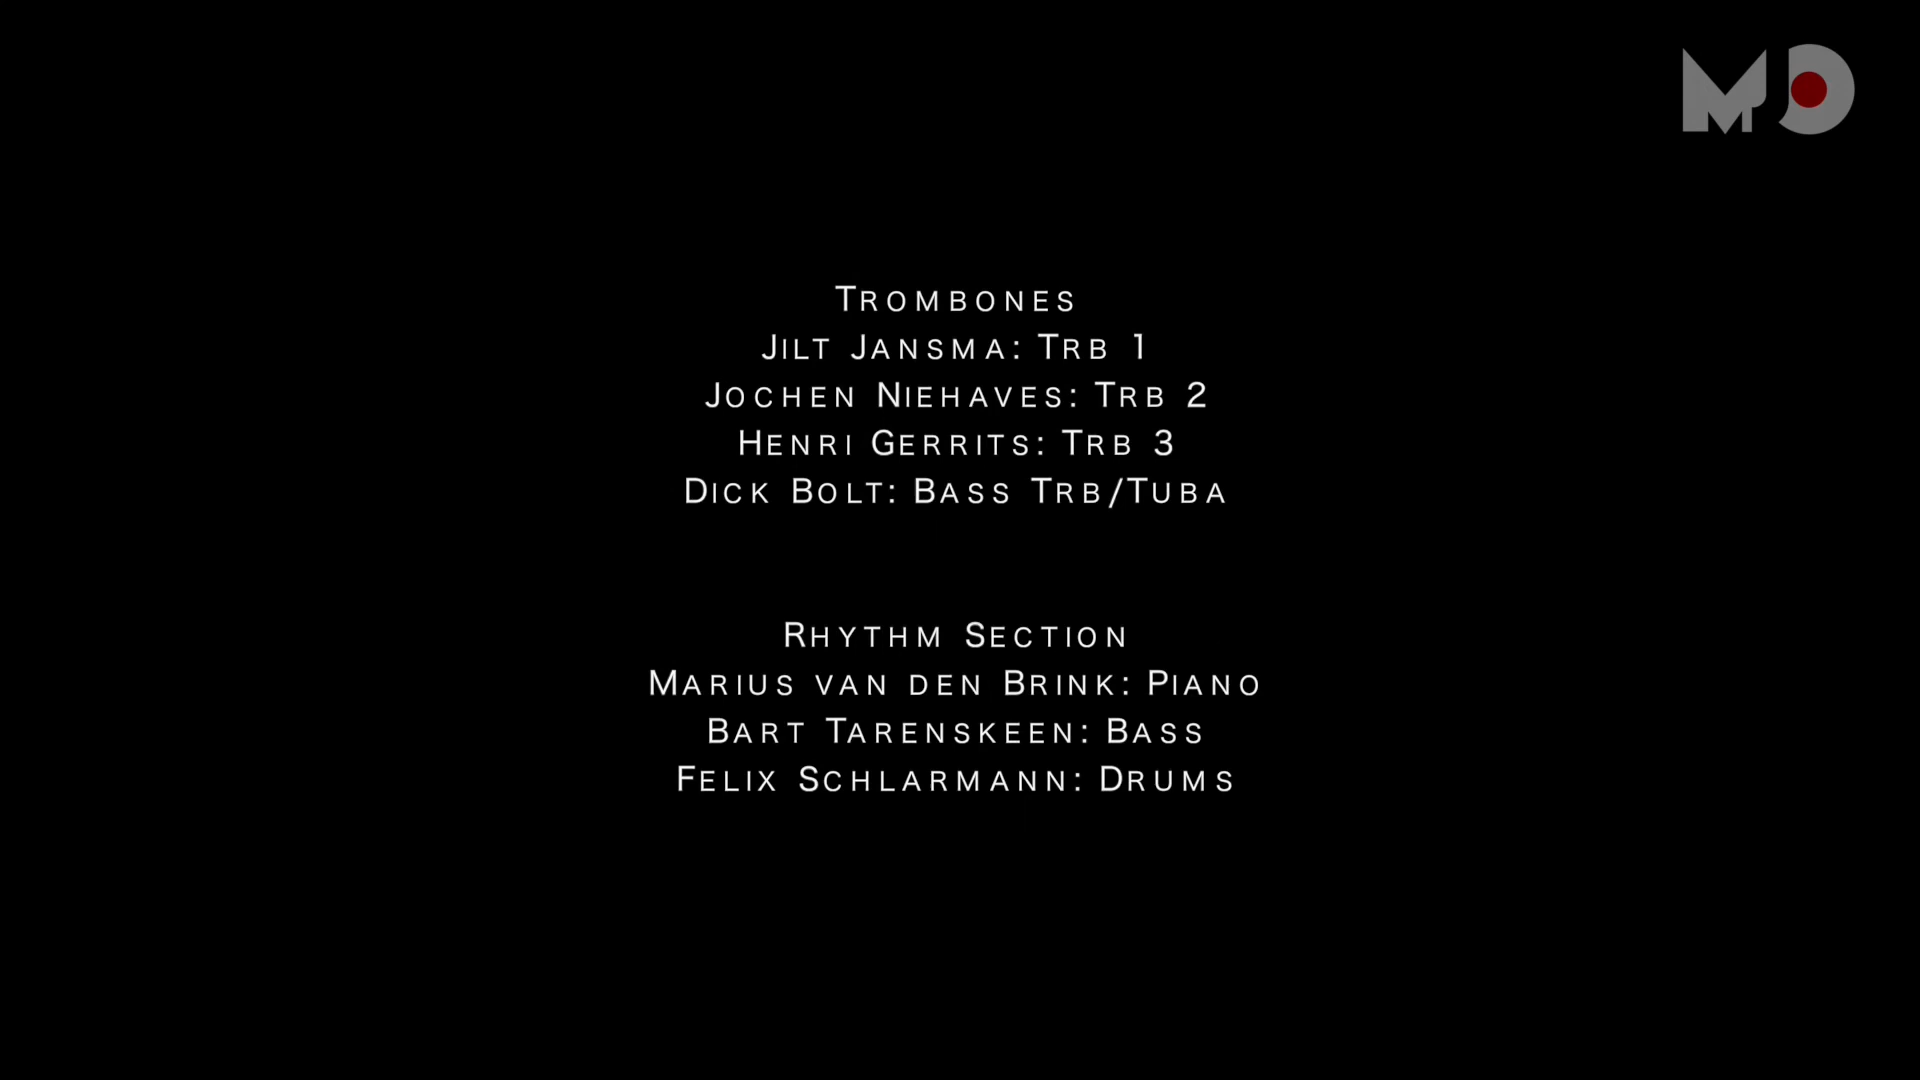 Trombones
Jilt Jansma: Trb 1
Jochen Niehaves: Trb 2
Henri Gerrits: Trb 3
Dick Bolt: Bass Trb/Tuba
Rhythm Section
Marius van den Brink: Piano
Bart Tarenskeen: Bass
Felix Schlarmann: Drums